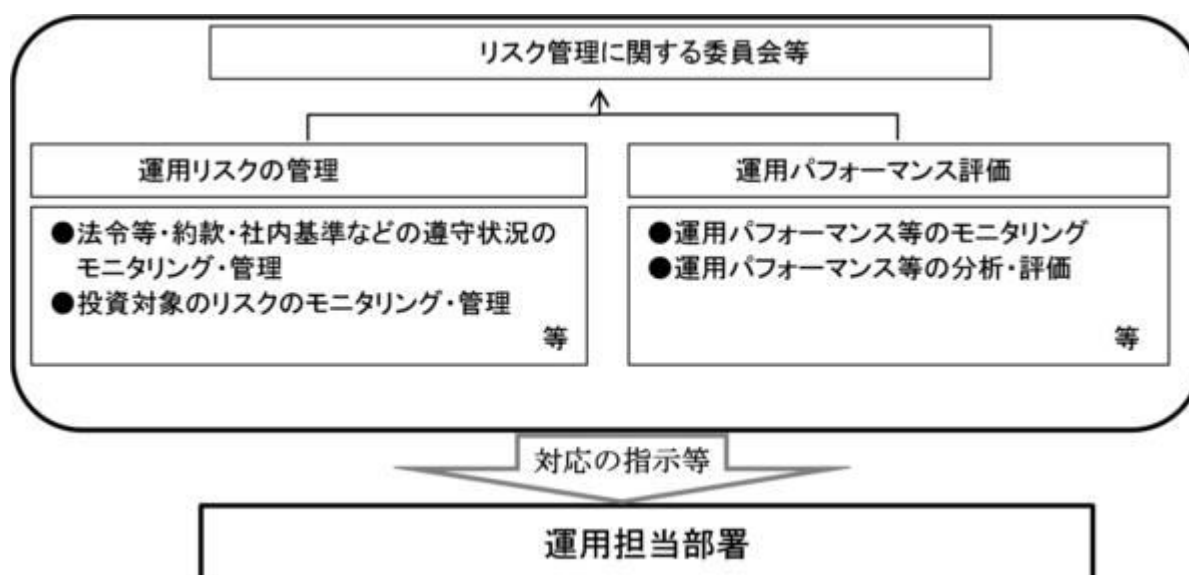 リスク管理に関する委員会等
運用リスクの管理
●法令等・約款・社内基準などの遵守状況の
モニタリング・管理
●投資対象のリスクのモニタリング・管理
等
運用パフォーマンス評価
●運用パフォーマンス等のモニタリング
●運用パフォーマンス等の分析・評価
等
対応の指示等
運用担当部署